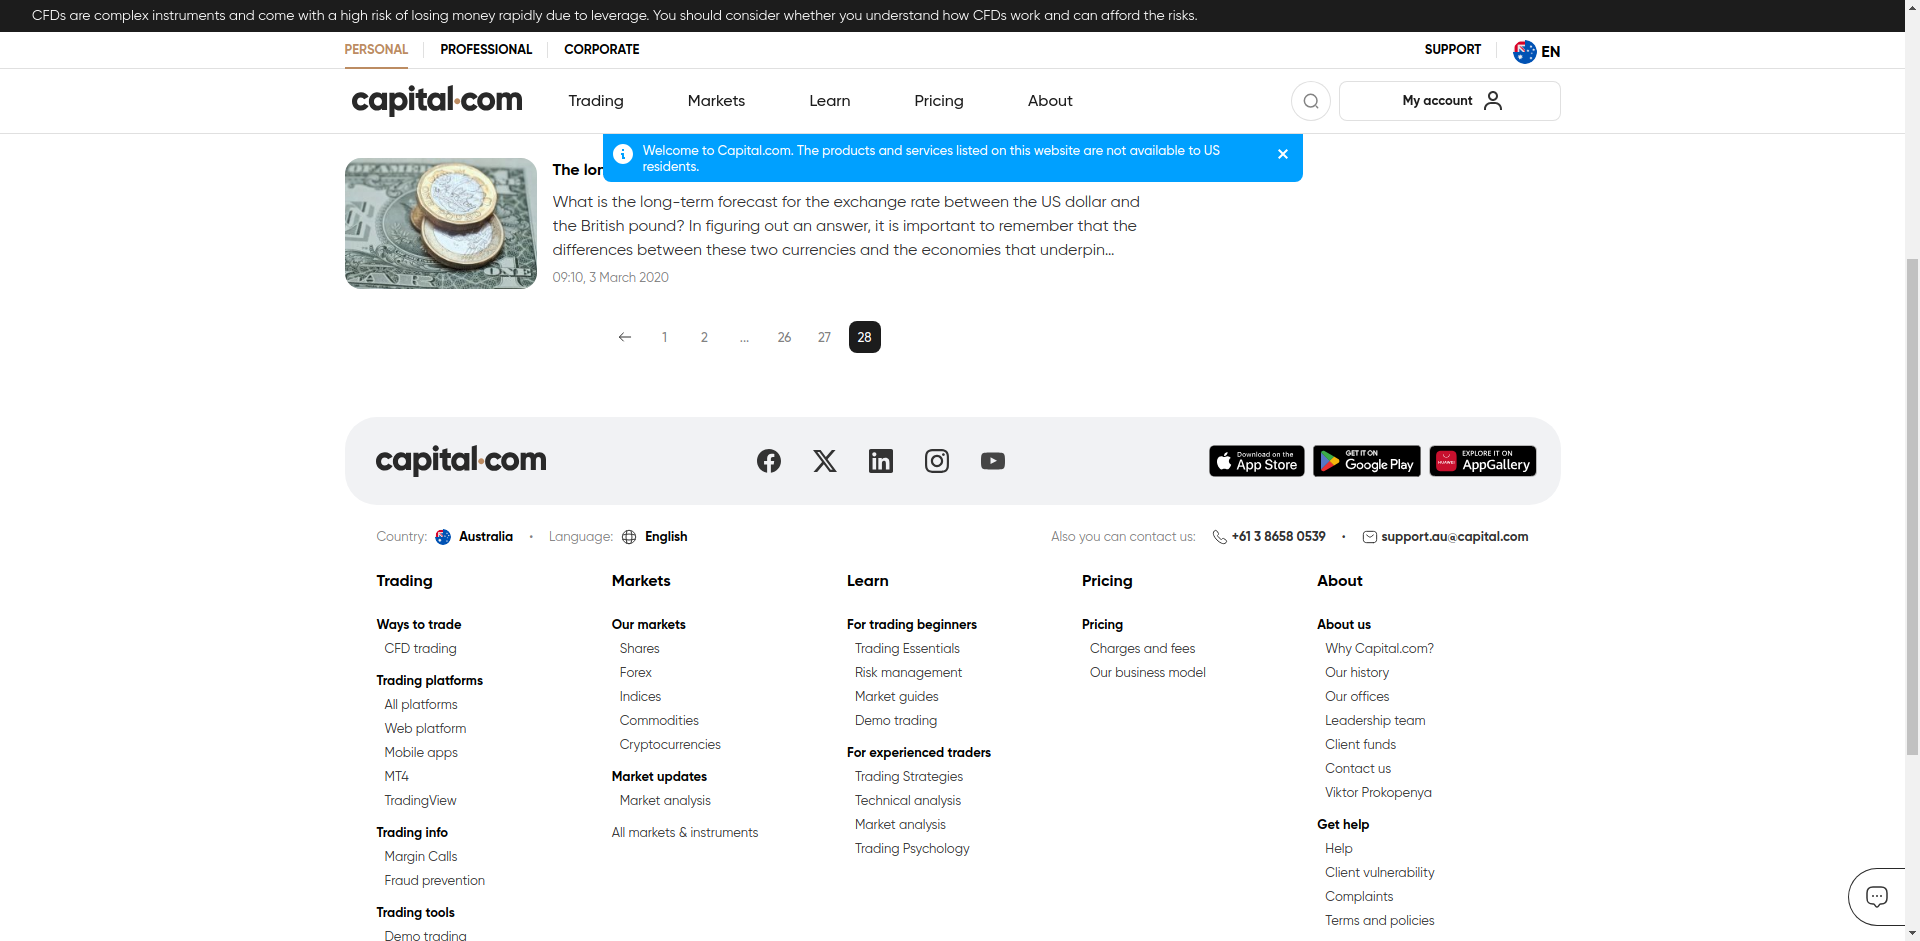 CFDs are complex instruments and come with a high risk of losing money rapidly due to leverage. You should consider whether you understand how CFDs work and can afford the risks.
PERSONAL
PROFESSIONAL
CORPORATE
SUPPORT
EN
capital.com
Trading
Markets
Learn
Pricing
About
My account
Welcome to Capital.com. The products and services listed on this website are not available to US
residents.
What is the long-term forecast for the exchange rate between the US dollar and
the British pound? In figuring out an answer, it is important to remember that the
differences between these two currencies and the economies that underpin...
09:10, 3 March 2020
1
2
...
26
27
28
capital.com
Download on the
App Store
GET IT ON
Google Play
EXPLORE IT ON
AppGallery
Country:
Australia
Language:
English
Also you can contact us:
+61 3 8658 0539
support.au@capital.com
Trading
Ways to trade
CFD trading
Trading platforms
All platforms
Web platform
Mobile apps
MT4
TradingView
Trading info
Margin Calls
Fraud prevention
Trading tools
Demo trading
Markets
Our markets
Shares
Forex
Indices
Commodities
Cryptocurrencies
Market updates
Market analysis
All markets & instruments
Learn
For trading beginners
Trading Essentials
Risk management
Market guides
Demo trading
For experienced traders
Trading Strategies
Technical analysis
Market analysis
Trading Psychology
Pricing
Pricing
Charges and fees
Our business model
About
About us
Why Capital.com?
Our history
Our offices
Leadership team
Client funds
Contact us
Viktor Prokopenya
Get help
Help
Client vulnerability
Complaints
Terms and policies